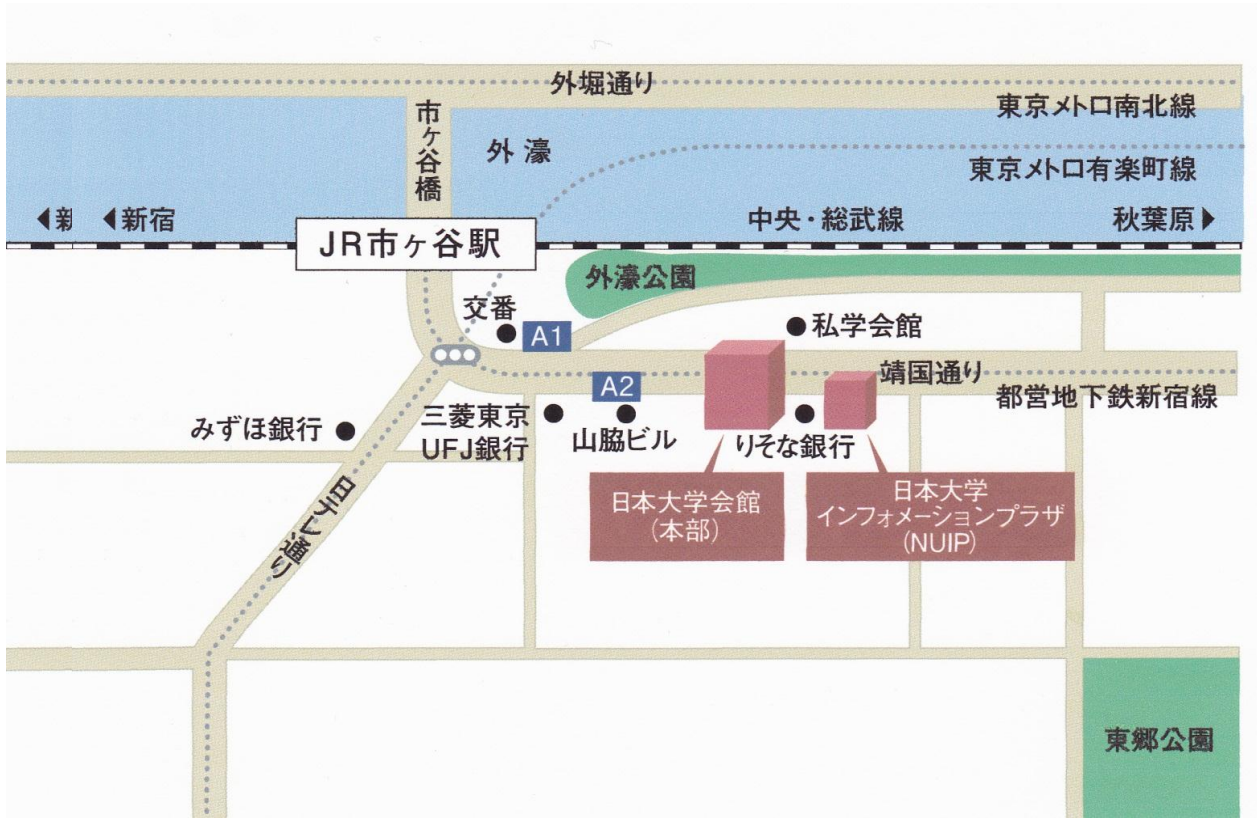 外堀通り
東京メトロ南北線
市ヶ谷橋
外濠
東京メトロ有楽町線
◀新宿
中央・総武線
秋葉原▶
JR市ヶ谷駅
外濠公園
交番
A1
私学会館
靖国通り
A2
都営地下鉄新宿線
みずほ銀行
三菱東京
UFJ銀行
山脇ビル
りそな銀行
日テレ通り
日本大学会館
(本部)
日本大学
インフォメーションプラザ
(NUIP)
東郷公園